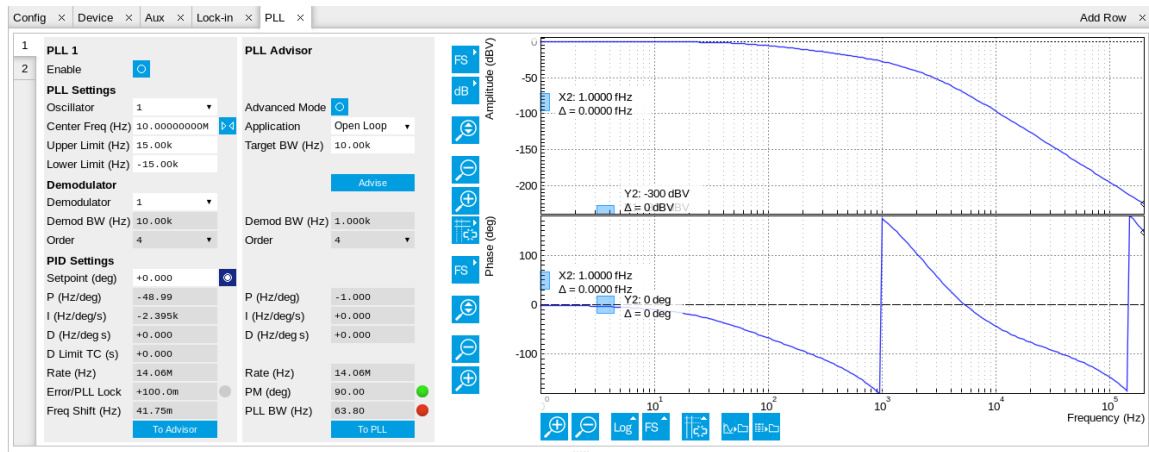 Config × Device × Aux × Lock-in × PLL × Add Row ×
1
2
PLL 1
Enable
PLL Settings
Oscillator 1
Center Freq (Hz) 10.00000000M
Upper Limit (Hz) 15.00k
Lower Limit (Hz) -15.00k
Demodulator
Demodulator 1
Demod BW (Hz) 10.00k
Order 4
PID Settings
Setpoint (deg) +0.000
P (Hz/deg) -48.99
I (Hz/deg/s) -2.395k
D (Hz/deg s) +0.000
D Limit TC (s) +0.000
Rate (Hz) 14.06M
Error/PLL Lock +100.0m
Freq Shift (Hz) 41.75m
To Advisor
PLL Advisor
Advanced Mode
Application Open Loop
Target BW (Hz) 10.00k
Advise
Demod BW (Hz) 1.000k
Order 4
P (Hz/deg) -1.000
I (Hz/deg/s) +0.000
D (Hz/deg s) +0.000
Rate (Hz) 14.06M
PM (deg) 90.00
PLL BW (Hz) 63.80
To PLL
FS
dB
FS
Amplitude (dBV)
0
-50
-100
-150
-200
X2: 1.0000 fHz
Δ = 0.0000 fHz
Y2: -300 dBV
Δ = 0 dBV
Phase (deg)
100
0
-100
X2: 1.0000 fHz
Δ = 0.0000 fHz
Y2: 0 deg
Δ = 0 deg
0 10¹ 10² 10³ 10⁴ 10⁵
Frequency (Hz)
Log FS